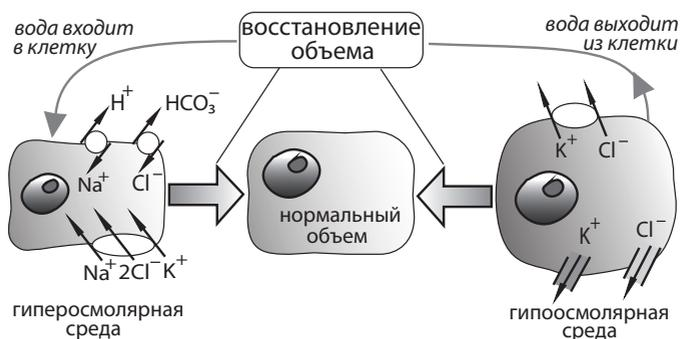 вода входит
в клетку
восстановление
объема
вода выходит
из клетки
H⁺
HCO₃⁻
K⁺
Cl⁻
Na⁺
Cl⁻
нормальный
объем
K⁺
Cl⁻
Na⁺ 2Cl⁻ K⁺
гиперосмолярная
среда
гипоосмолярная
среда